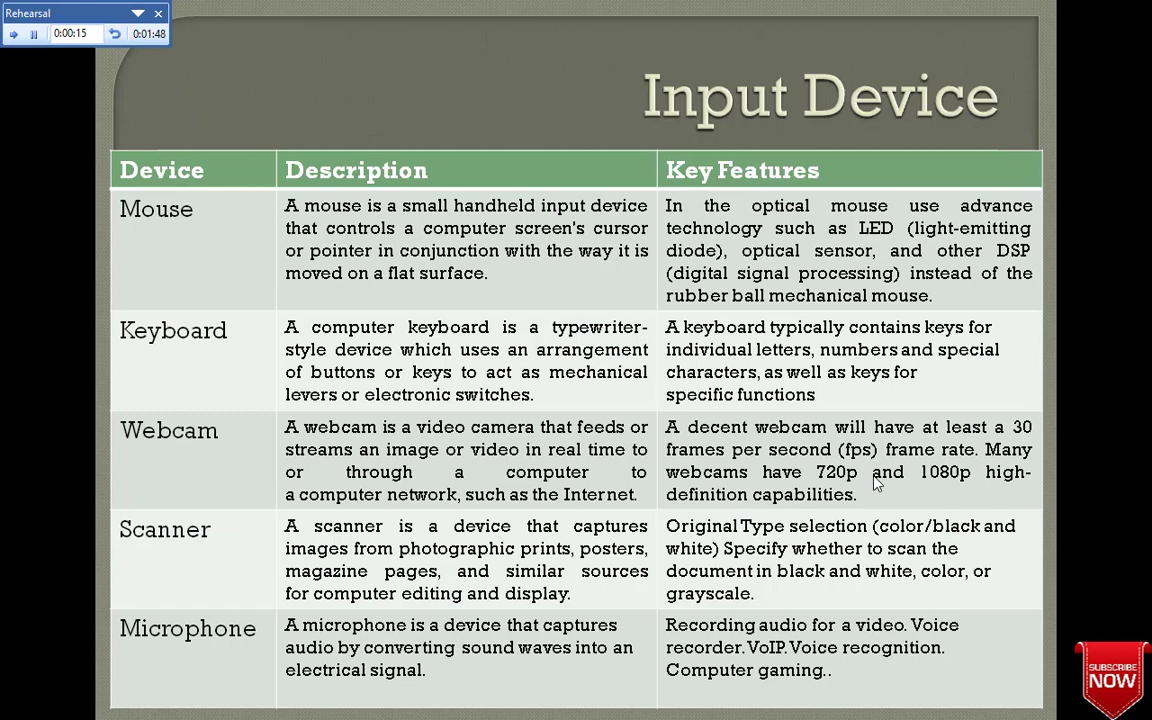 Rehearsal
0:00:15
0:01:48
Input Device
Device
Description
Key Features
Mouse
A mouse is a small handheld input device
that controls a computer screen's cursor
or pointer in conjunction with the way it is
moved on a flat surface.
In the optical mouse use advance
technology such as LED (light-emitting
diode), optical sensor, and other DSP
(digital signal processing) instead of the
rubber ball mechanical mouse.
Keyboard
A computer keyboard is a typewriter-
style device which uses an arrangement
of buttons or keys to act as mechanical
levers or electronic switches.
A keyboard typically contains keys for
individual letters, numbers and special
characters, as well as keys for
specific functions
Webcam
A webcam is a video camera that feeds or
streams an image or video in real time to
or through a computer to
a computer network, such as the Internet.
A decent webcam will have at least a 30
frames per second (fps) frame rate. Many
webcams have 720p and 1080p high-
definition capabilities.
Scanner
A scanner is a device that captures
images from photographic prints, posters,
magazine pages, and similar sources
for computer editing and display.
Original Type selection (color/black and
white) Specify whether to scan the
document in black and white, color, or
grayscale.
Microphone
A microphone is a device that captures
audio by converting sound waves into an
electrical signal.
Recording audio for a video. Voice
recorder. VoIP. Voice recognition.
Computer gaming..
SUBSCRIBE
NOW